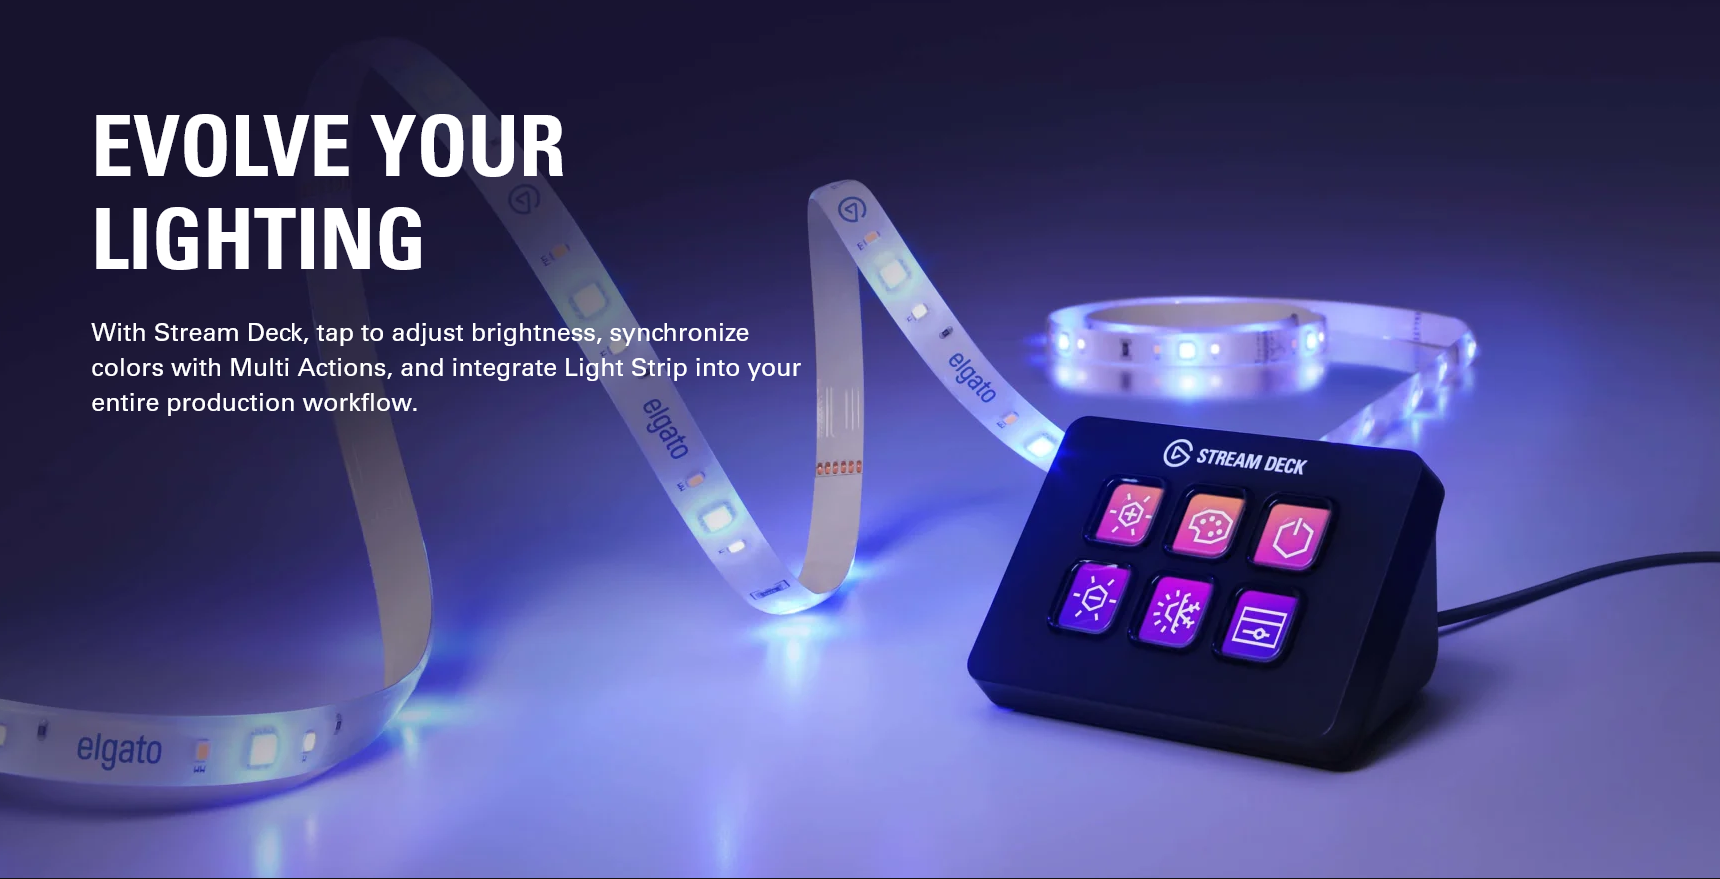 EVOLVE YOUR
LIGHTING
With Stream Deck, tap to adjust brightness, synchronize
colors with Multi Actions, and integrate Light Strip into your
entire production workflow.
elgato
elgato
STREAM DECK
elgato